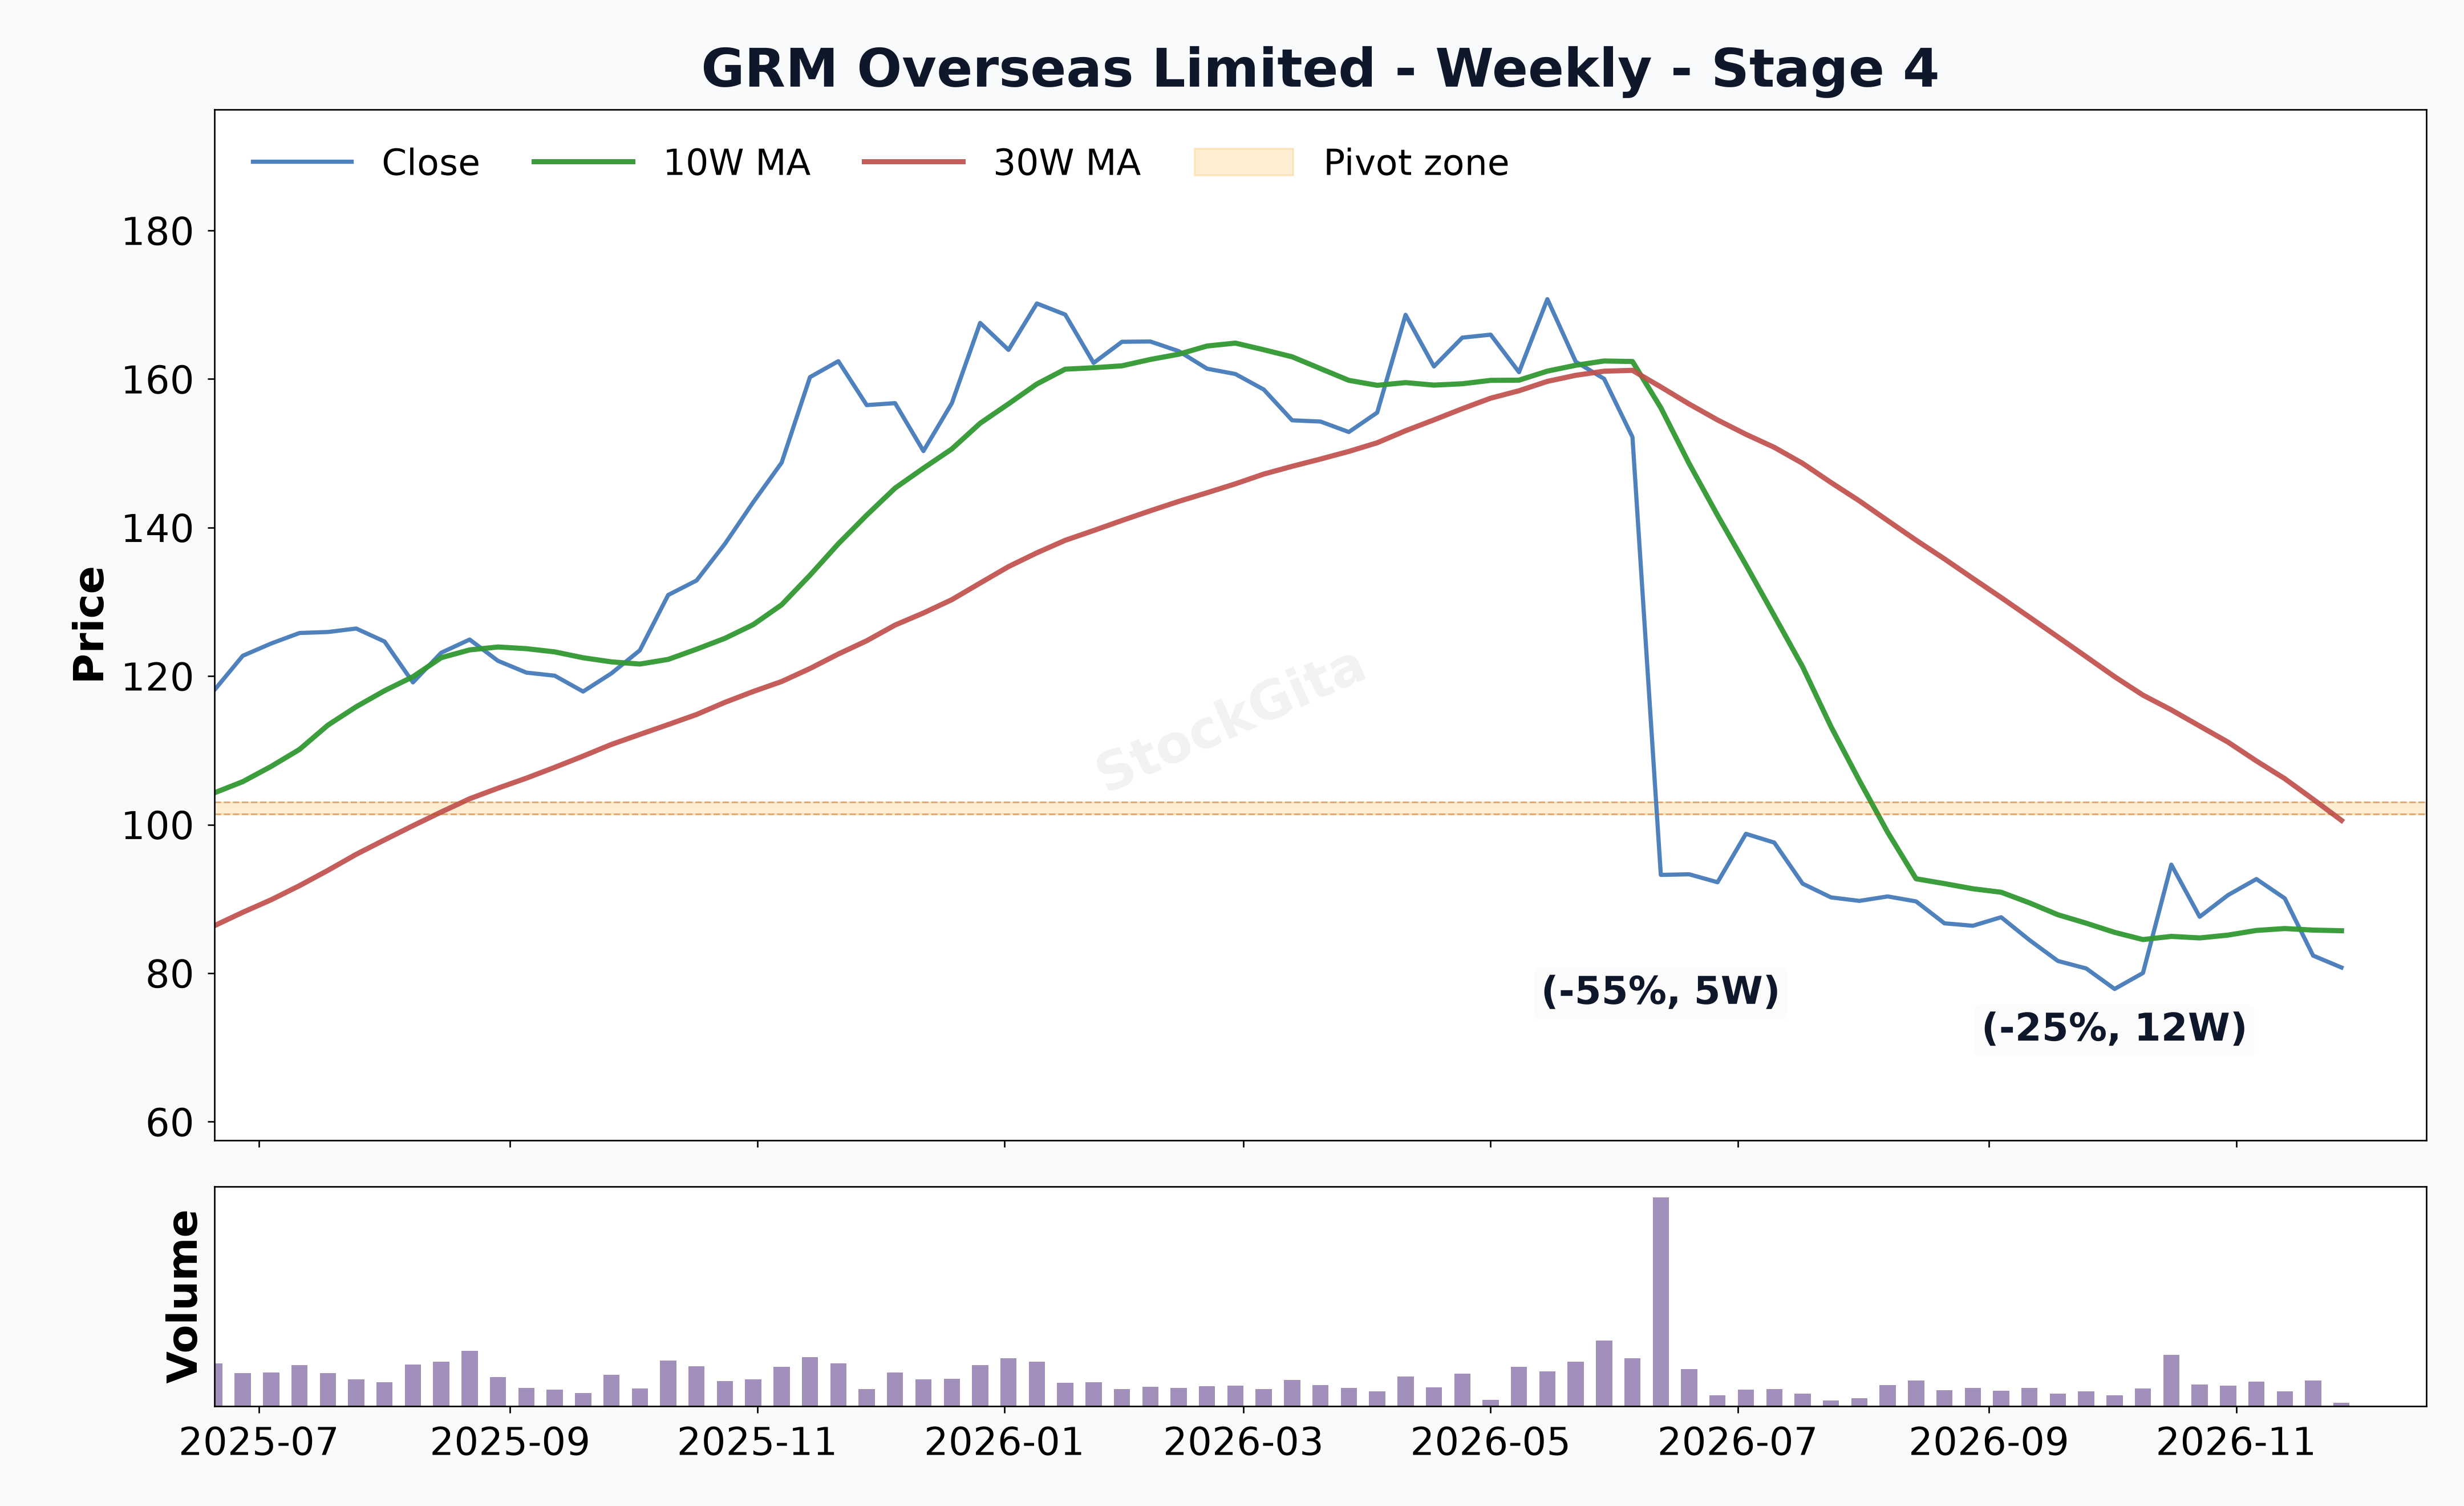 GRM Overseas Limited - Weekly - Stage 4
Close 10W MA 30W MA Pivot zone
Price
180
160
140
120
100
80
60
StockGita
(-55%, 5W)
(-25%, 12W)
Volume
2025-07 2025-09 2025-11 2026-01 2026-03 2026-05 2026-07 2026-09 2026-11